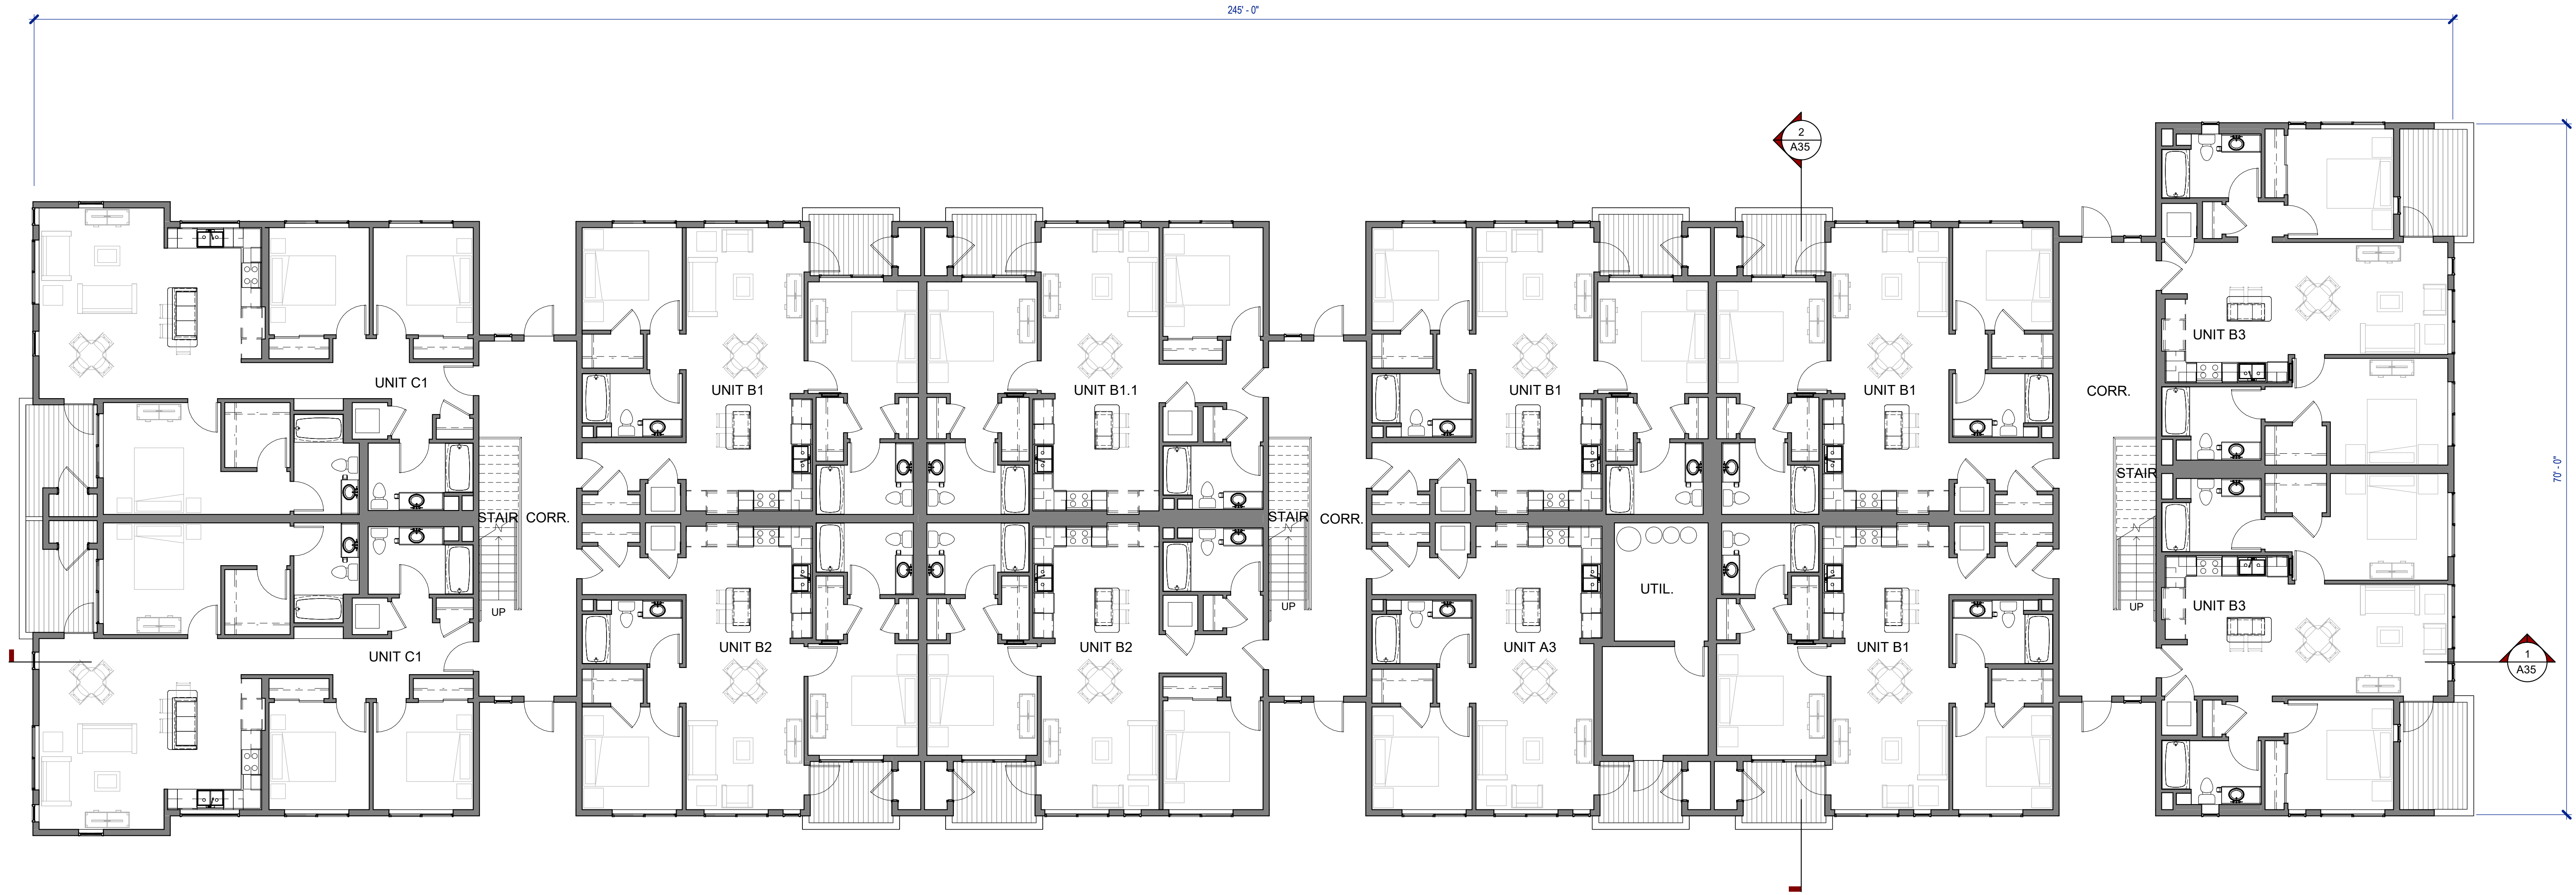 245' - 0"
2
A35
70' - 0"
UNIT C1
UNIT B1
UNIT B1.1
UNIT B1
UNIT B1
CORR.
UNIT B3
STAIR
STAIR
CORR.
STAIR
CORR.
UTIL.
UP
UP
UP
UNIT B3
UNIT C1
UNIT B2
UNIT B2
UNIT A3
UNIT B1
1
A35